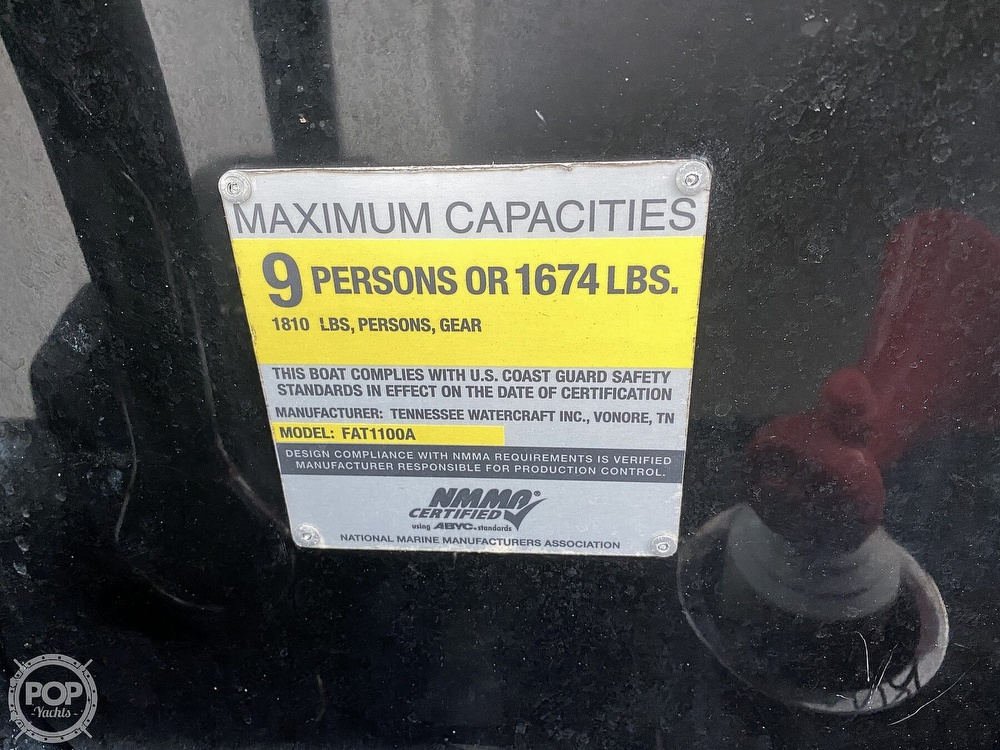 MAXIMUM CAPACITIES
9 PERSONS OR 1674 LBS.
1810 LBS, PERSONS, GEAR
THIS BOAT COMPLIES WITH U.S. COAST GUARD SAFETY
STANDARDS IN EFFECT ON THE DATE OF CERTIFICATION
MANUFACTURER: TENNESSEE WATERCRAFT INC., VONORE, TN
MODEL: FAT1100A
DESIGN COMPLIANCE WITH NMMA REQUIREMENTS IS VERIFIED
MANUFACTURER RESPONSIBLE FOR PRODUCTION CONTROL.
NMMA®
CERTIFIED
using ABYC standards
NATIONAL MARINE MANUFACTURERS ASSOCIATION
POP
Yachts